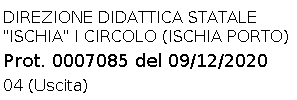 DIREZIONE DIDATTICA STATALE
"ISCHIA" I CIRCOLO (ISCHIA PORTO)
Prot. 0007085 del 09/12/2020
04 (Uscita)